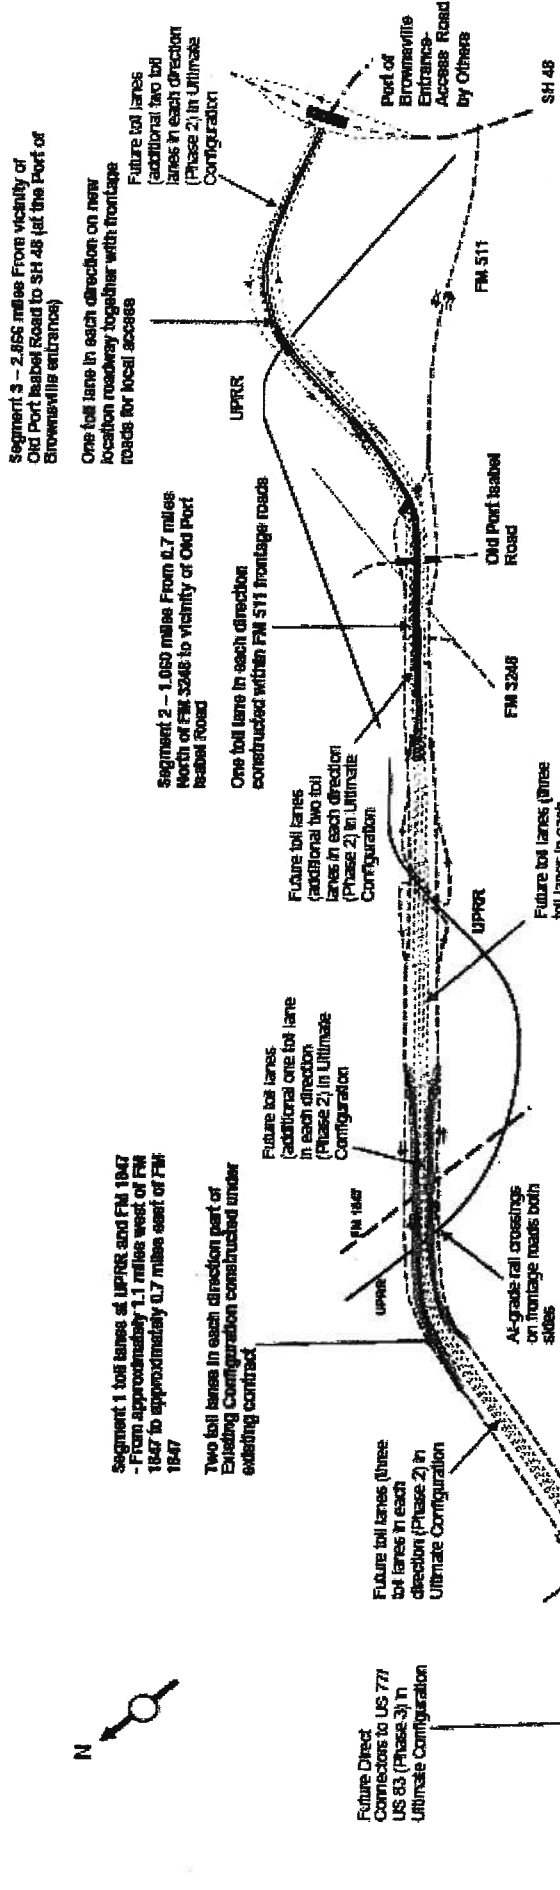 N
Future Direct
Connectors to US 77/
US 83 (Phase 3) in
Ultimate Configuration
Segment 1 toll lanes at UPRR and FM 1847
- From approximately 1.1 miles west of FM
1847 to approximately 0.7 miles east of FM
1847
Two toll lanes in each direction part of
Existing Configuration constructed under
existing contract
Future toll lanes (three
toll lanes in each
direction (Phase 2) in
Ultimate Configuration
UPRR
FM 1847
At-grade rail crossings
on frontage roads both
sides
Future toll lanes
(additional one toll lane
in each direction
(Phase 2) in Ultimate
Configuration
UPRR
Future toll lanes (three
Segment 2 – 1.060 miles From 0.7 miles
North of FM 3248 to vicinity of Old Port
Isabel Road
One toll lane in each direction
constructed within FM 511 frontage roads
Future toll lanes
(additional two toll
lanes in each direction
(Phase 2) in Ultimate
Configuration
FM 3248
Old Port Isabel
Road
Segment 3 – 2.866 miles From vicinity of
Old Port Isabel Road to SH 48 (at the Port of
Brownsville entrance)
One toll lane in each direction on new
location roadway together with frontage
roads for local access
UPRR
Future toll lanes
(additional two toll
lanes in each direction
(Phase 2) in Ultimate
Configuration
FM 511
Port of
Brownsville
Entrance-
Access Road
by Others
SH 48